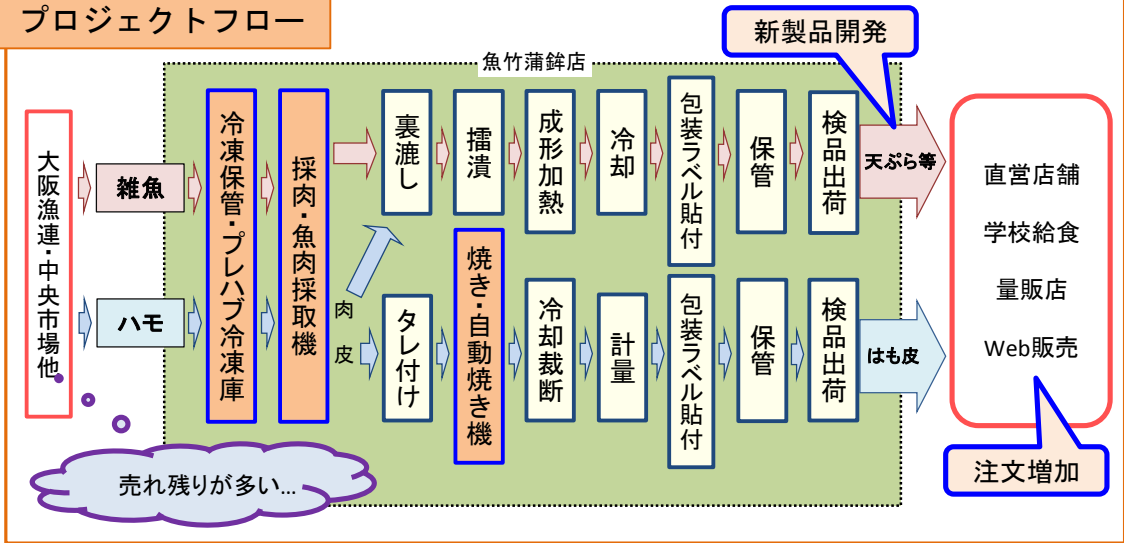 プロジェクトフロー
新製品開発
魚竹蒲鉾店
大阪漁連・中央市場他
雑魚
ハモ
冷凍保管・プレハブ冷凍庫
採肉・魚肉採取機
肉
皮
裏漉し
擂潰
成形加熱
冷却
包装ラベル貼付
保管
検品出荷
天ぷら等
タレ付け
焼き・自動焼き機
冷却裁断
計量
包装ラベル貼付
保管
検品出荷
はも皮
直営店舗
学校給食
量販店
Web販売
売れ残りが多い…
注文増加